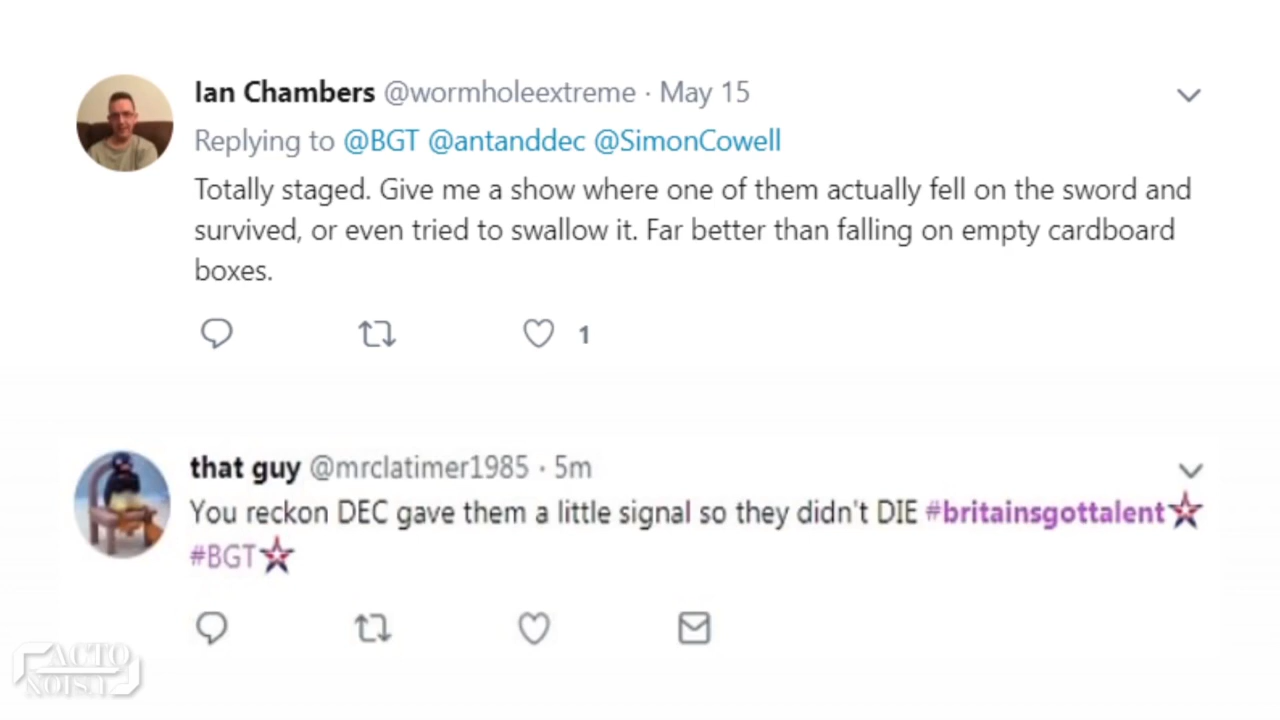 Ian Chambers @wormholeextreme · May 15
Replying to @BGT @antanddec @SimonCowell
Totally staged. Give me a show where one of them actually fell on the sword and
survived, or even tried to swallow it. Far better than falling on empty cardboard
boxes.
1
that guy @mrclatimer1985 · 5m
You reckon DEC gave them a little signal so they didn't DIE #britainsgottalent
#BGT